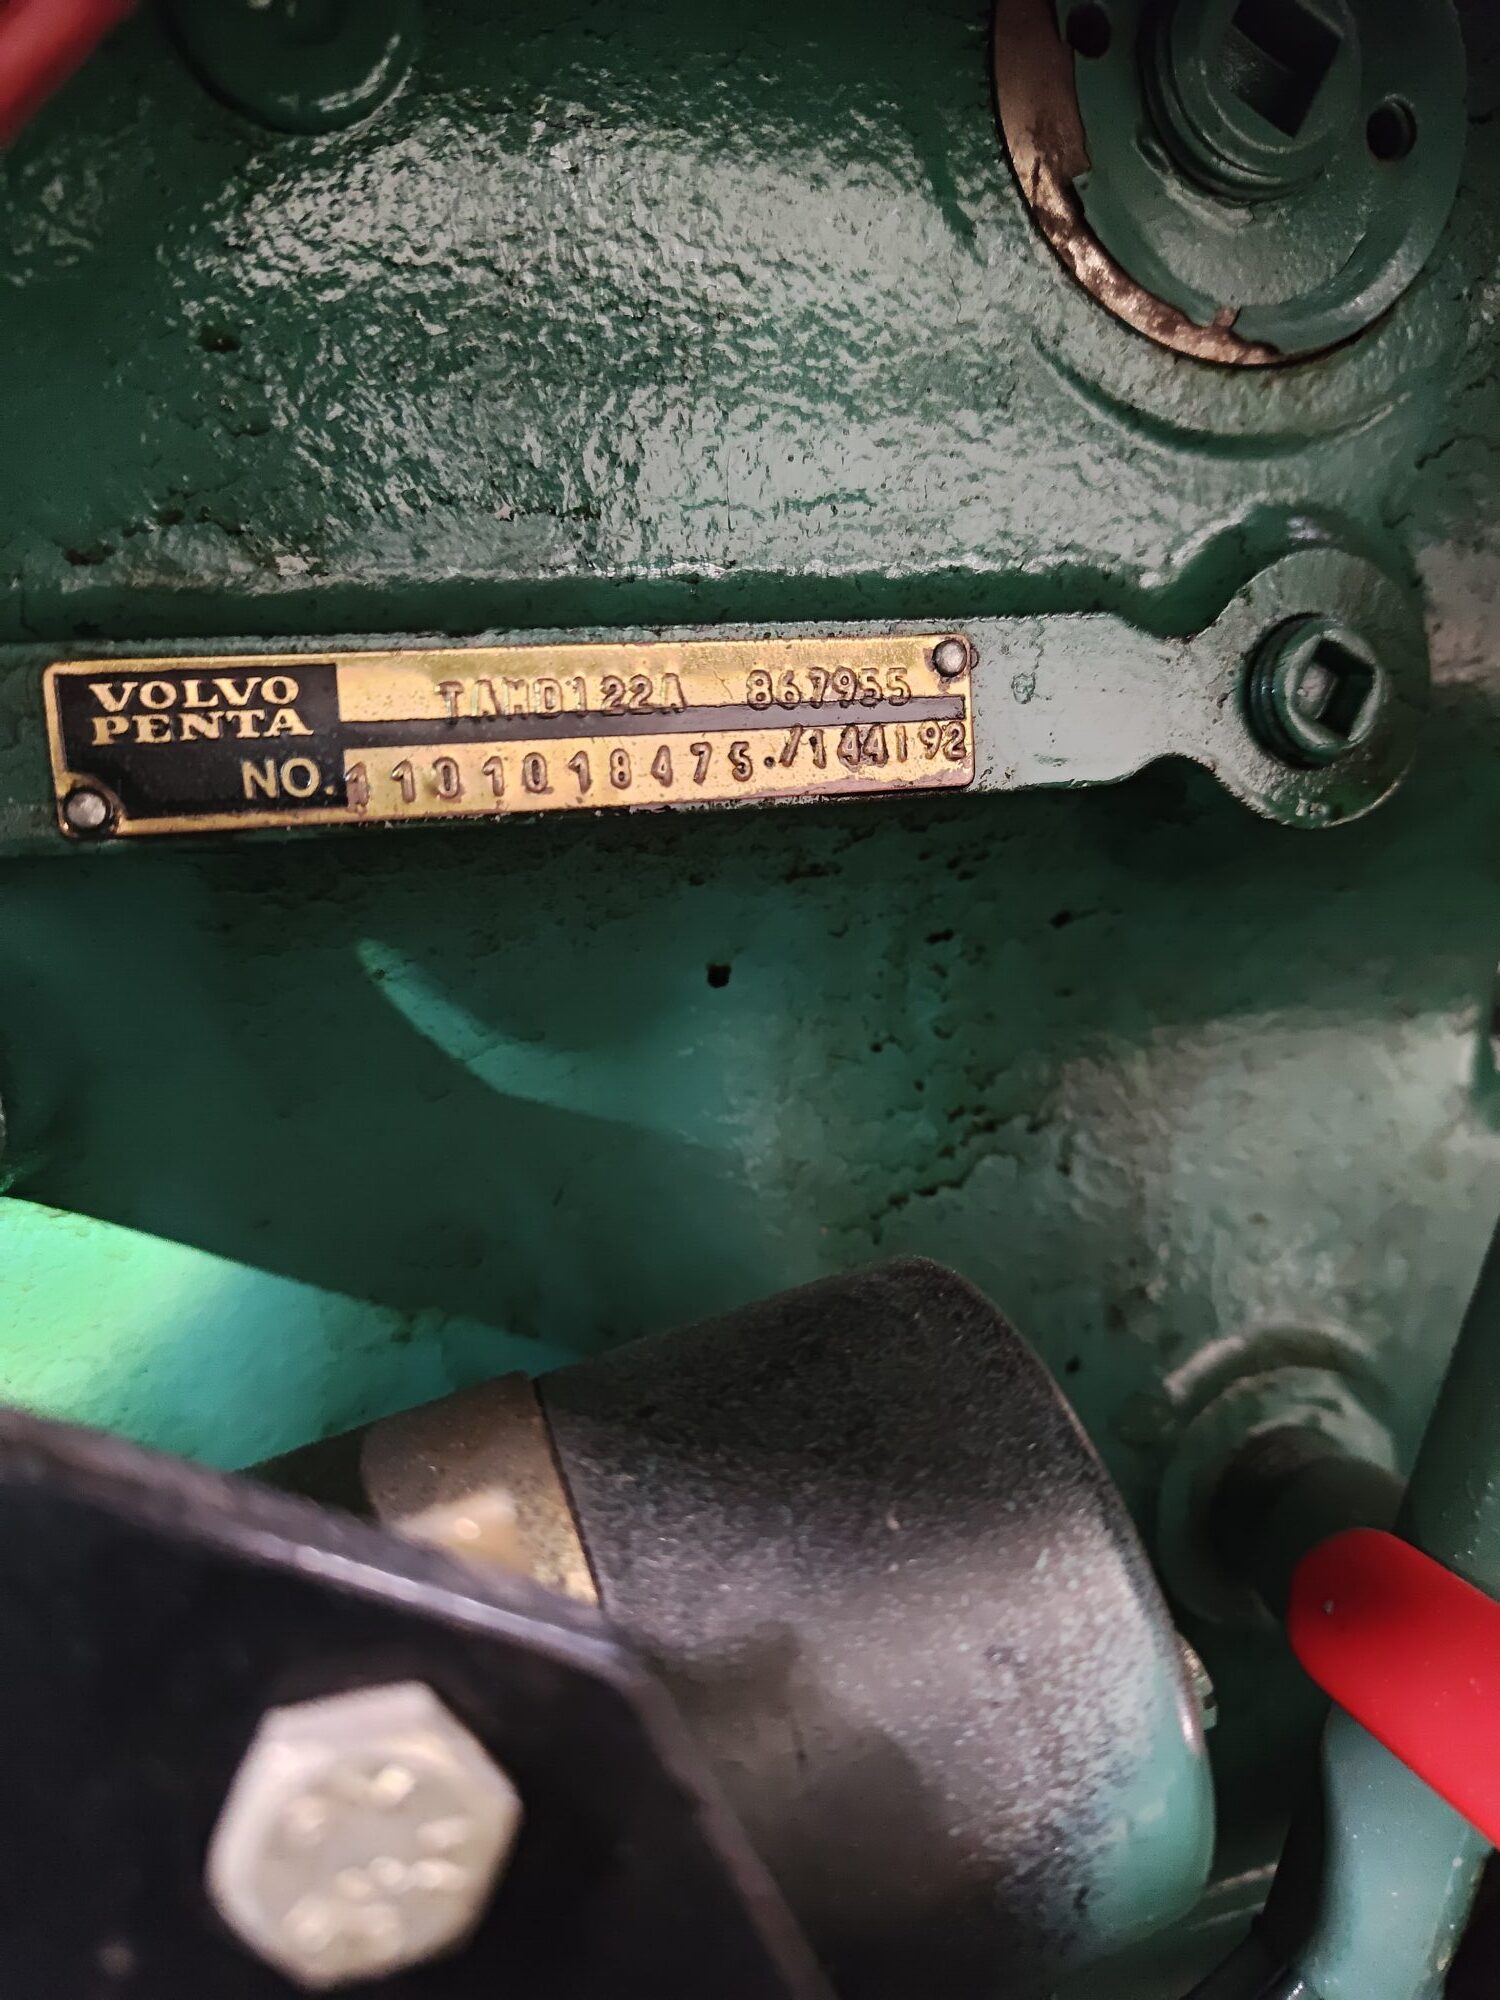 VOLVO
PENTA
TAMD122A 867955
NO. 1101018475./144192